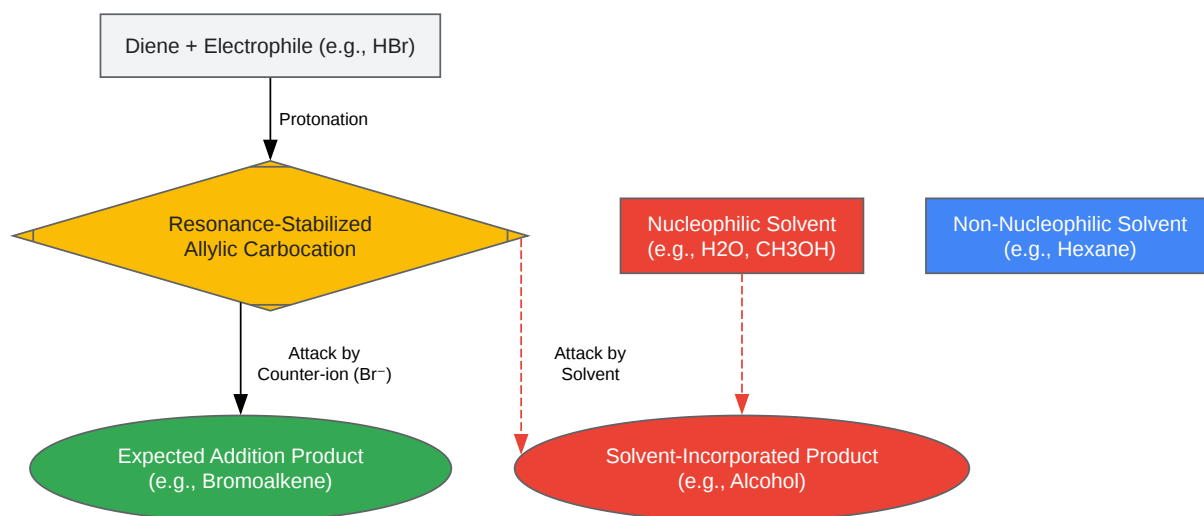 Diene + Electrophile (e.g., HBr)
Protonation
Resonance-Stabilized
Allylic Carbocation
Nucleophilic Solvent
(e.g., H2O, CH3OH)
Non-Nucleophilic Solvent
(e.g., Hexane)
Attack by
Counter-ion (Br⁻)
Attack by
Solvent
Expected Addition Product
(e.g., Bromoalkene)
Solvent-Incorporated Product
(e.g., Alcohol)